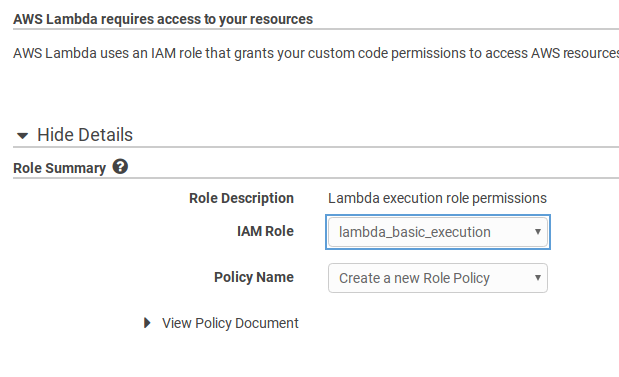 AWS Lambda requires access to your resources
AWS Lambda uses an IAM role that grants your custom code permissions to access AWS resources
Hide Details
Role Summary ?
Role Description Lambda execution role permissions
IAM Role lambda_basic_execution
Policy Name Create a new Role Policy
View Policy Document